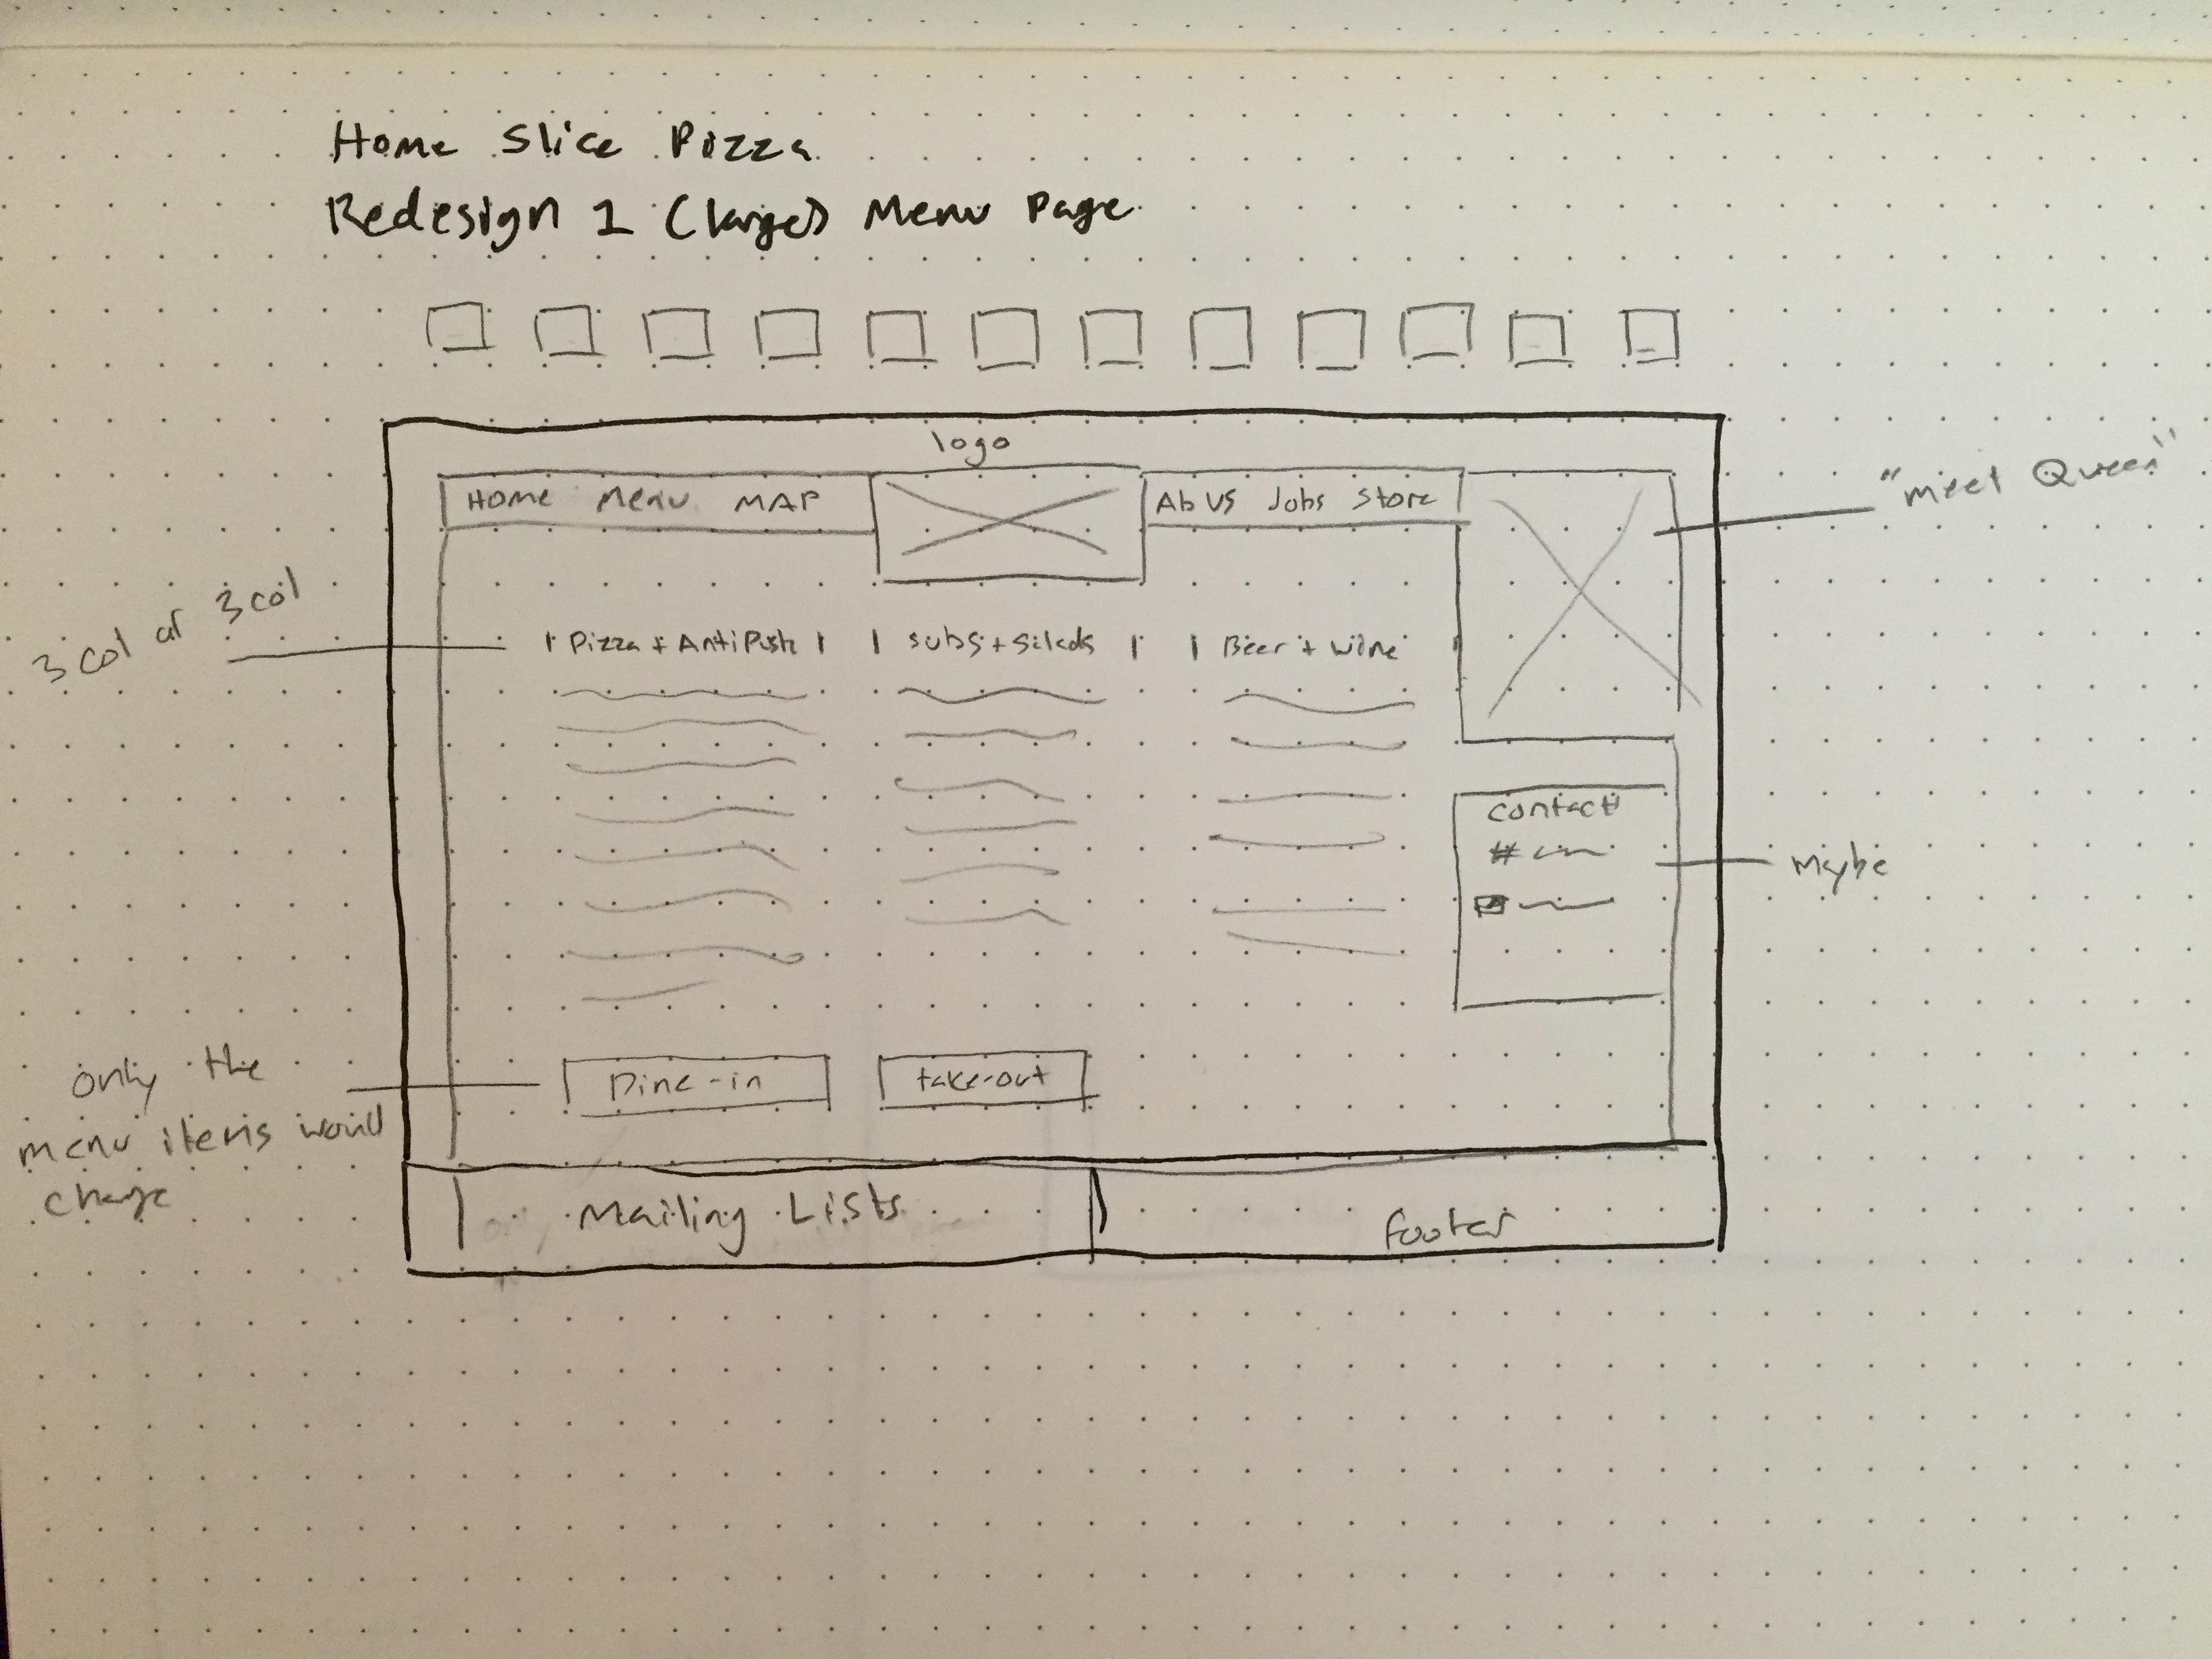 Home Slice Pizza
Redesign 1 (large) Menu Page
logo
Home Menu MAP
Ab US Jobs Store
"meet Queen"
3 col of 3 col
Pizza + AntiPasti
Subs + Salads
Beer + Wine
Contact
#
Maybe
only the
menu items would
change
Dine-in
take-out
Mailing Lists
footer